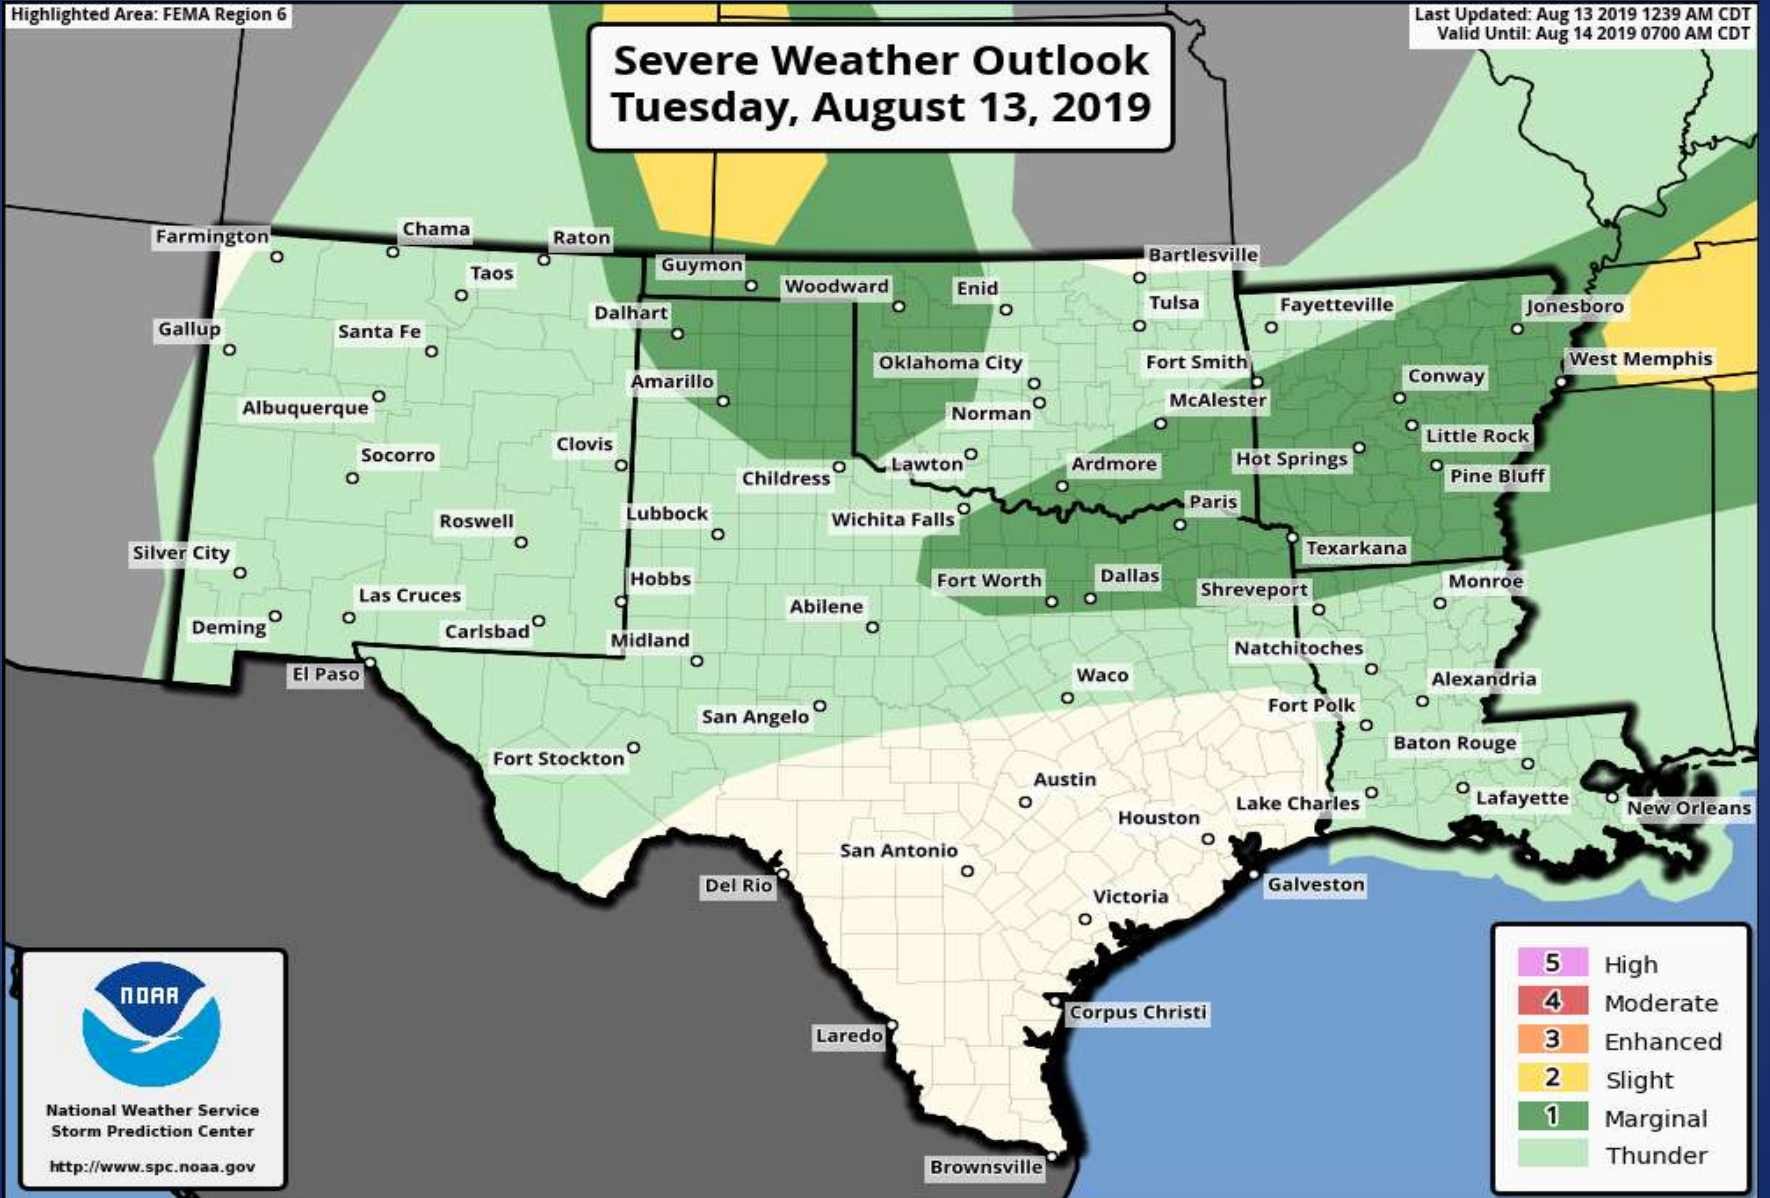 Highlighted Area: FEMA Region 6
Last Updated: Aug 13 2019 1239 AM CDT
Valid Until: Aug 14 2019 0700 AM CDT
Severe Weather Outlook
Tuesday, August 13, 2019
Farmington
Chama
Raton
Taos
Guymon
Woodward
Enid
Bartlesville
Tulsa
Fayetteville
Jonesboro
Gallup
Santa Fe
Dalhart
Oklahoma City
Fort Smith
West Memphis
Albuquerque
Amarillo
Norman
McAlester
Conway
Socorro
Clovis
Childress
Lawton
Ardmore
Hot Springs
Little Rock
Pine Bluff
Roswell
Lubbock
Wichita Falls
Paris
Texarkana
Silver City
Las Cruces
Hobbs
Fort Worth
Dallas
Shreveport
Monroe
Deming
Carlsbad
Midland
Abilene
Natchitoches
El Paso
San Angelo
Waco
Fort Polk
Alexandria
Fort Stockton
Baton Rouge
Austin
Houston
Lake Charles
Lafayette
New Orleans
San Antonio
Del Rio
Victoria
Galveston
Laredo
Corpus Christi
Brownsville
NOAA
National Weather Service
Storm Prediction Center
http://www.spc.noaa.gov
5 High
4 Moderate
3 Enhanced
2 Slight
1 Marginal
Thunder